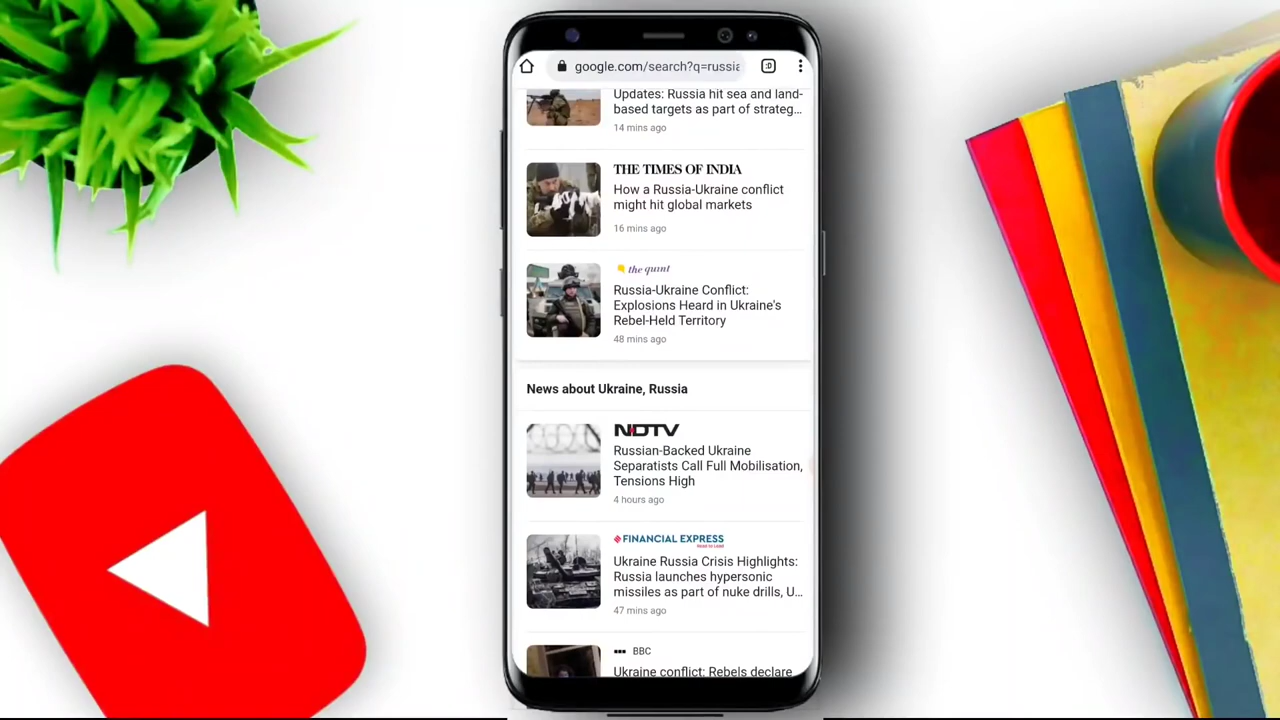 google.com/search?q=russia
:D
Updates: Russia hit sea and land-
based targets as part of strateg...
14 mins ago
THE TIMES OF INDIA
How a Russia-Ukraine conflict
might hit global markets
16 mins ago
the quint
Russia-Ukraine Conflict:
Explosions Heard in Ukraine's
Rebel-Held Territory
48 mins ago
News about Ukraine, Russia
NDTV
Russian-Backed Ukraine
Separatists Call Full Mobilisation,
Tensions High
4 hours ago
FINANCIAL EXPRESS
Read to Lead
Ukraine Russia Crisis Highlights:
Russia launches hypersonic
missiles as part of nuke drills, U...
47 mins ago
BBC
Ukraine conflict: Rebels declare